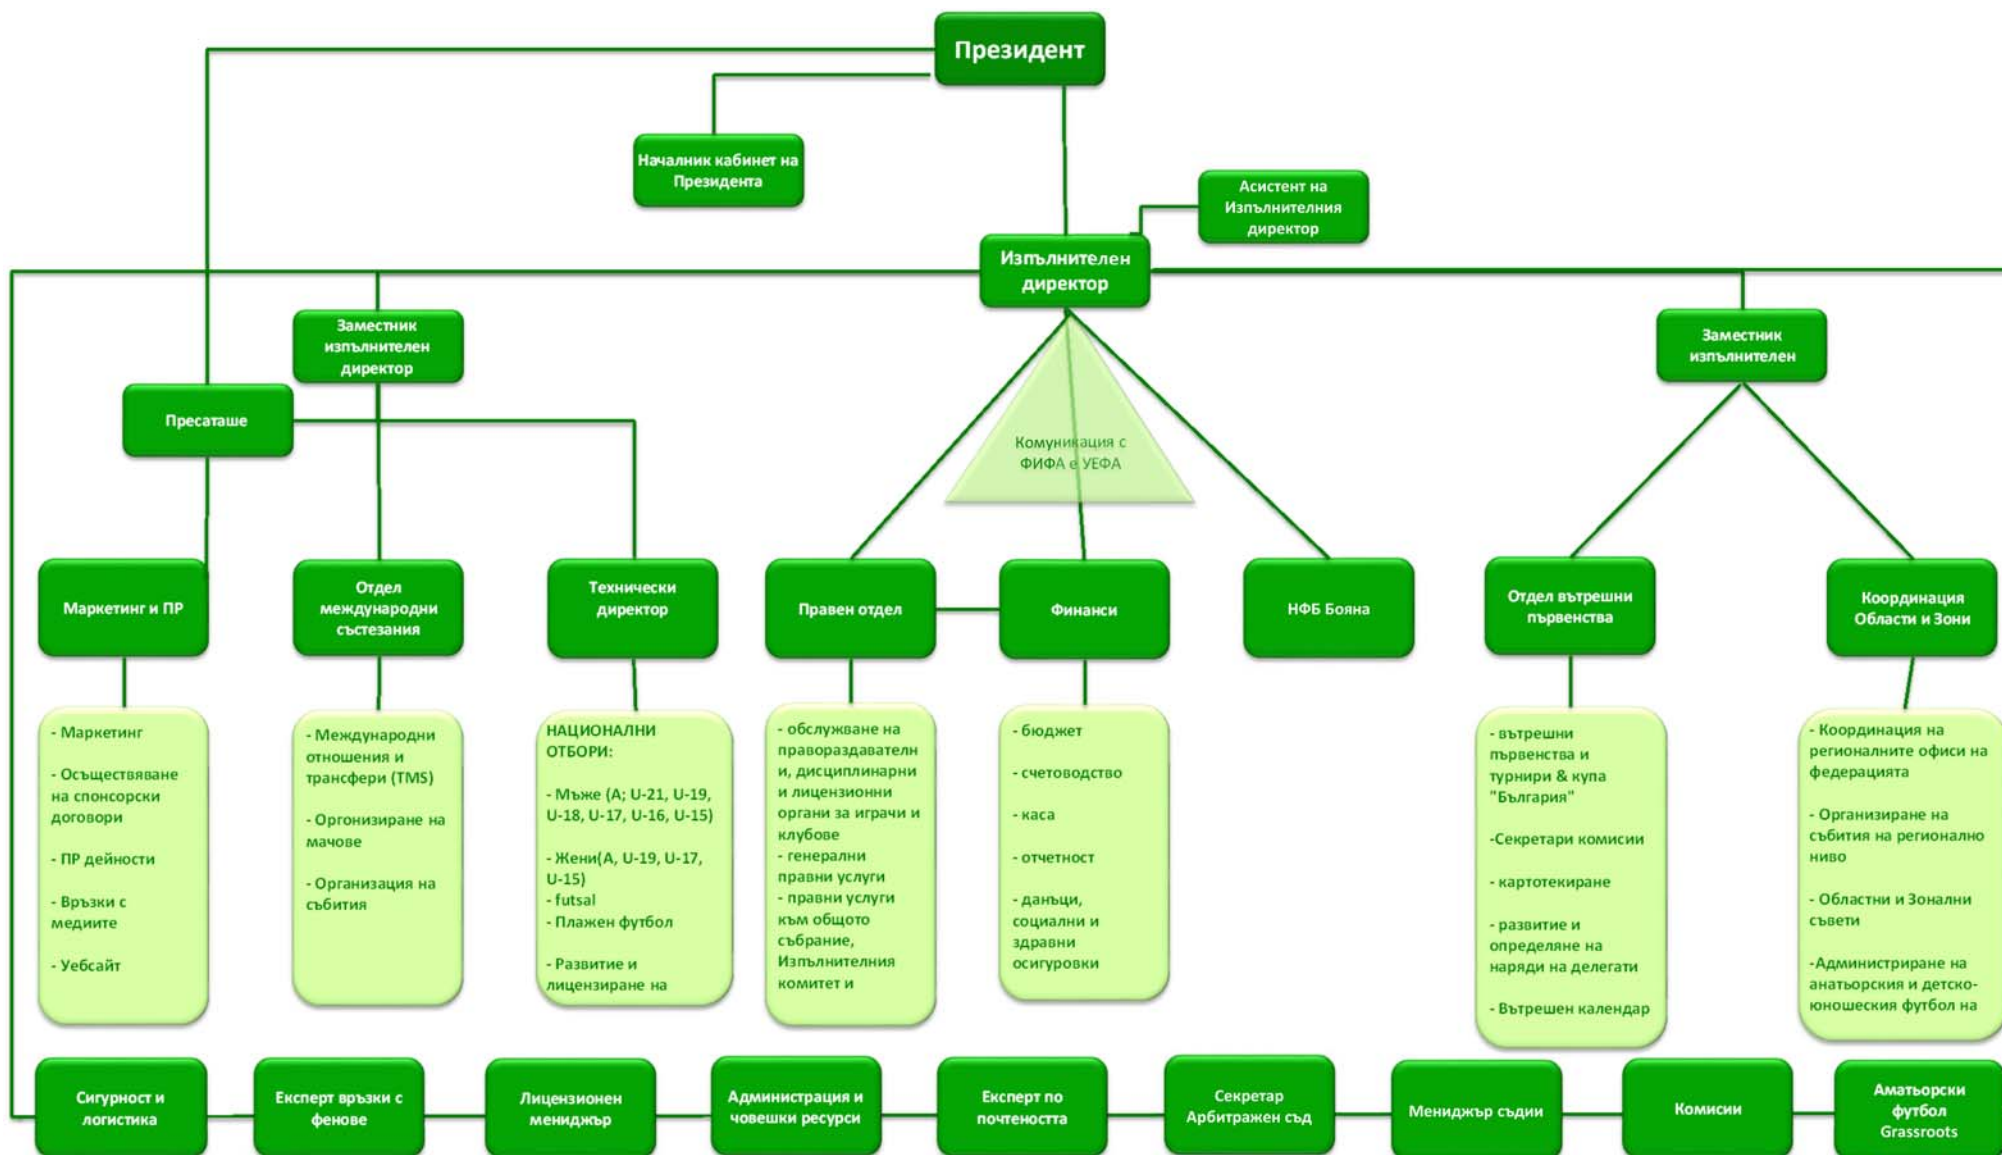 Президент
Началник кабинет на
Президента
Асистент на
Изпълнителния
директор
Изпълнителен
директор
Заместник
изпълнителен
директор
Заместник
изпълнителен
Пресаташе
Комуникация с
ФИФА е УЕФА
Маркетинг и ПР
Отдел
международни
състезания
Технически
директор
Правен отдел
Финанси
НФБ Бояна
Отдел вътрешни
първенства
Координация
Области и Зони
- Маркетинг
- Осъществяване
на спонсорски
договори
- ПР дейности
- Връзки с
медиите
- Уебсайт
- Международни
отношения и
трансфери (TMS)
- Оргонизиране на
мачове
- Организация на
събития
НАЦИОНАЛНИ
ОТБОРИ:
- Мъже (А; U-21, U-19,
U-18, U-17, U-16, U-15)
- Жени(А, U-19, U-17,
U-15)
- futsal
- Плажен футбол
- Развитие и
лицензиране на
- обслужване на
правораздавателн
и, дисциплинарни
и лицензионни
органи за играчи и
клубове
- генерални
правни услуги
- правни услуги
към общото
събрание,
Изпълнителния
комитет и
- бюджет
- счетоводство
- каса
- отчетност
- данъци,
социални и
здравни
осигуровки
- вътрешни
първенства и
турнири & купа
"България"
-Секретари комисии
- картотекиране
- развитие и
определяне на
наряди на делегати
- Вътрешен календар
- Координация на
регионалните офиси на
федерацията
- Организиране на
събития на регионално
ниво
- Областни и Зонални
съвети
-Администриране на
анатьорския и детско-
юношеския футбол на
Сигурност и
логистика
Експерт връзки с
фенове
Лицензионен
мениджър
Администрация и
човешки ресурси
Експерт по
почтеността
Секретар
Арбитражен съд
Мениджър съдии
Комисии
Аматьорски
футбол
Grassroots